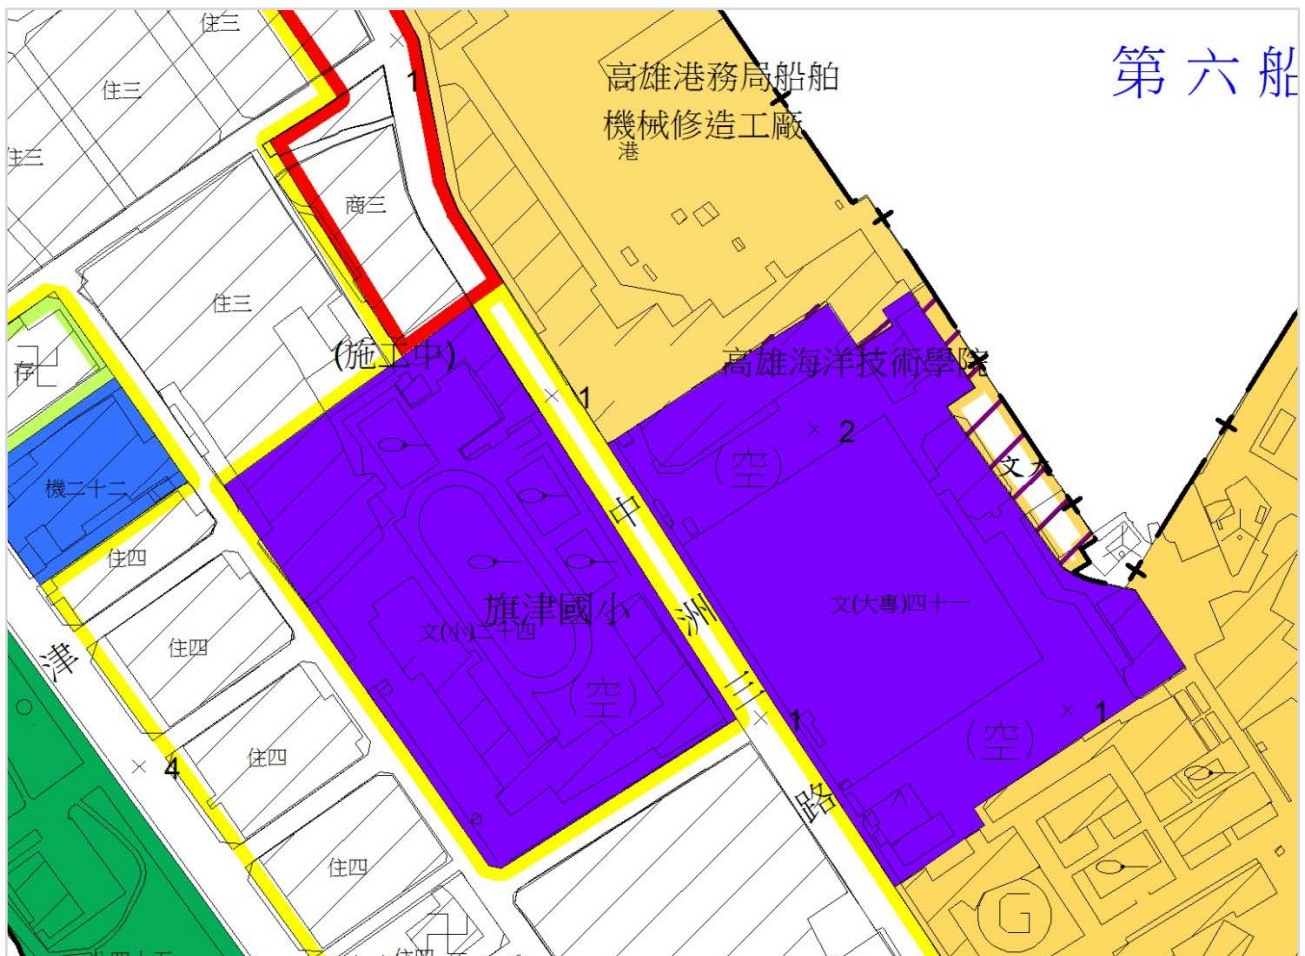 住三
1
高雄港務局船舶
機械修造工廠
港
第六船
住三
住三
商三
住三
(施工中)
存
高雄海洋技術學院
1
2
(空)
機二十二
文大
住四
中
洲
三
路
旗津國小
文(小)二十四
文(大專)四十一
住四
津
(空)
1
1
(空)
住四
4
住四